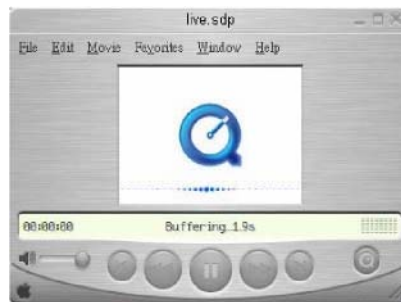 live.sdp
File Edit Movie Favorites Window Help
00:00:00 Buffering 1.9s